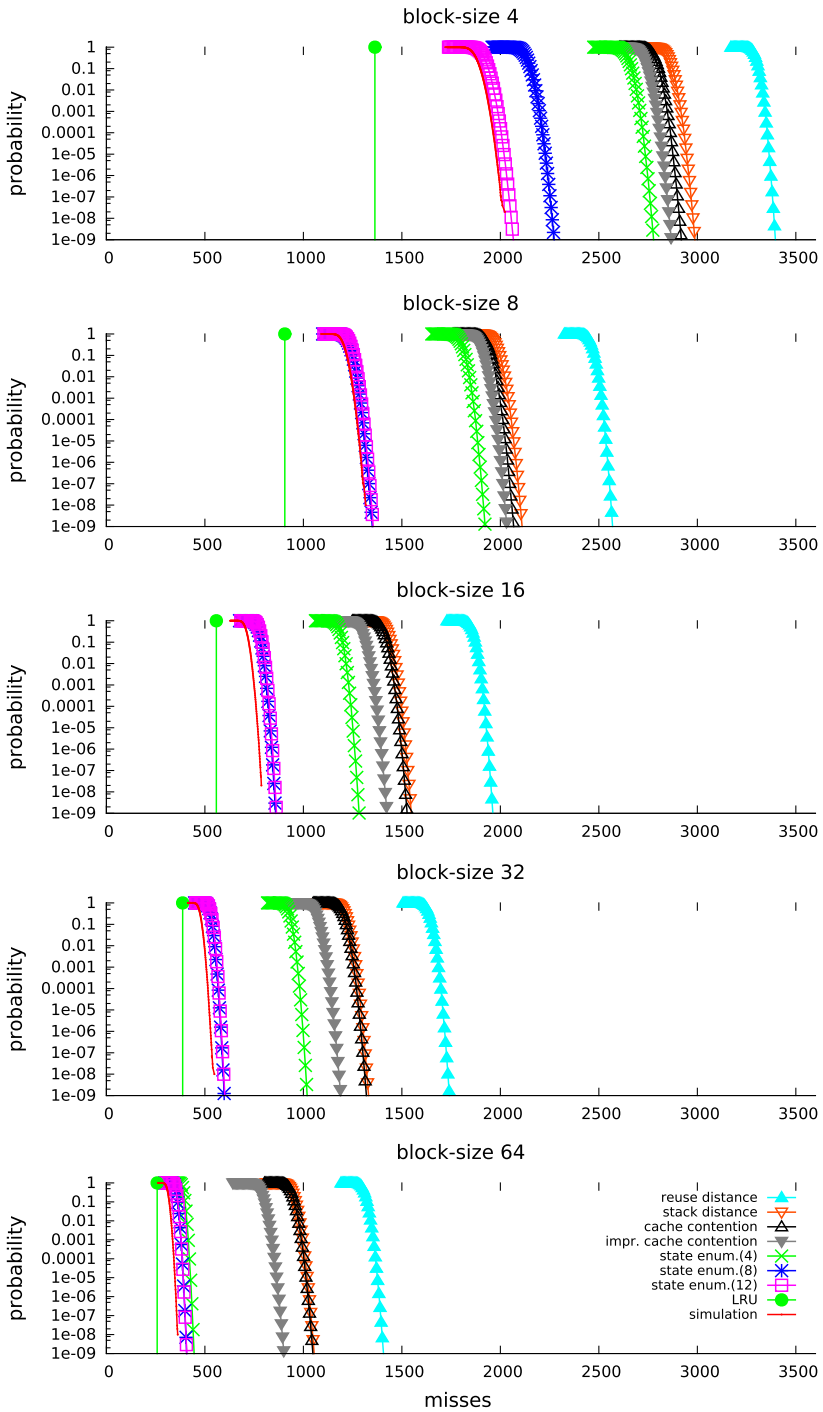 block-size 4
probability
1
0.1
0.01
0.001
0.0001
1e-05
1e-06
1e-07
1e-08
1e-09
0 500 1000 1500 2000 2500 3000 3500
block-size 8
probability
1
0.1
0.01
0.001
0.0001
1e-05
1e-06
1e-07
1e-08
1e-09
0 500 1000 1500 2000 2500 3000 3500
block-size 16
probability
1
0.1
0.01
0.001
0.0001
1e-05
1e-06
1e-07
1e-08
1e-09
0 500 1000 1500 2000 2500 3000 3500
block-size 32
probability
1
0.1
0.01
0.001
0.0001
1e-05
1e-06
1e-07
1e-08
1e-09
0 500 1000 1500 2000 2500 3000 3500
block-size 64
probability
1
0.1
0.01
0.001
0.0001
1e-05
1e-06
1e-07
1e-08
1e-09
reuse distance
stack distance
cache contention
impr. cache contention
state enum.(4)
state enum.(8)
state enum.(12)
LRU
simulation
0 500 1000 1500 2000 2500 3000 3500
misses